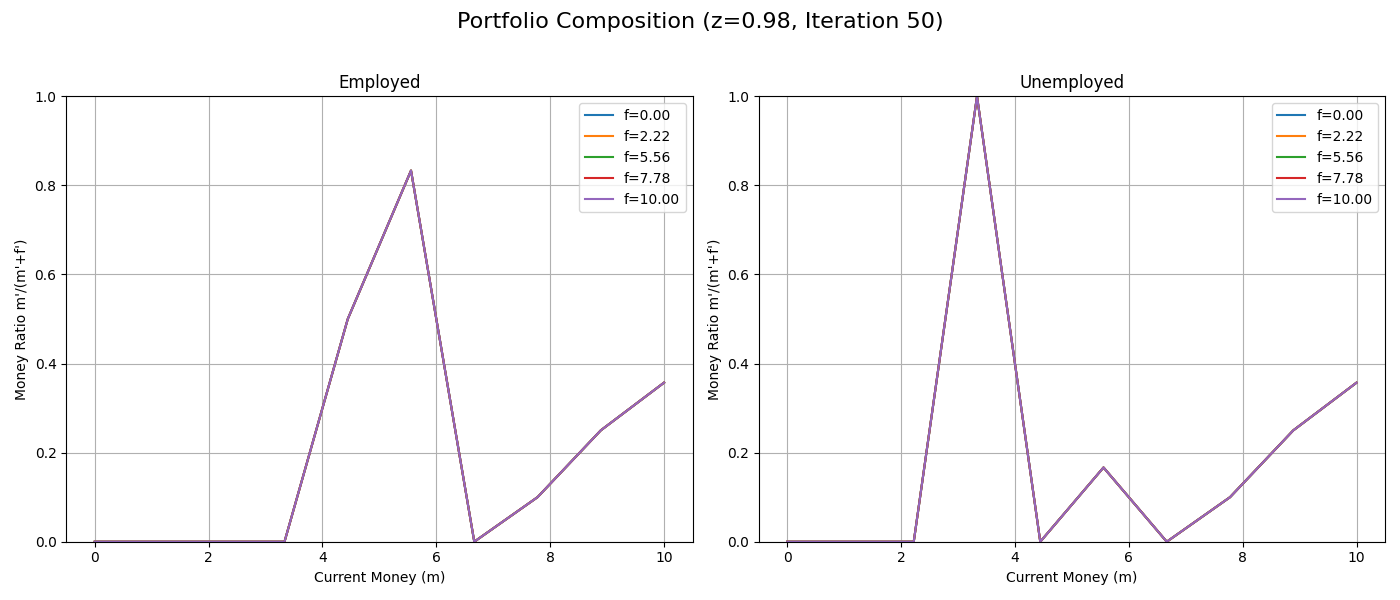 Portfolio Composition (z=0.98, Iteration 50)
Employed
Money Ratio m'/(m'+f')
1.0
0.8
0.6
0.4
0.2
0.0
0 2 4 6 8 10
Current Money (m)
f=0.00
f=2.22
f=5.56
f=7.78
f=10.00
Unemployed
Money Ratio m'/(m'+f')
1.0
0.8
0.6
0.4
0.2
0.0
0 2 4 6 8 10
Current Money (m)
f=0.00
f=2.22
f=5.56
f=7.78
f=10.00